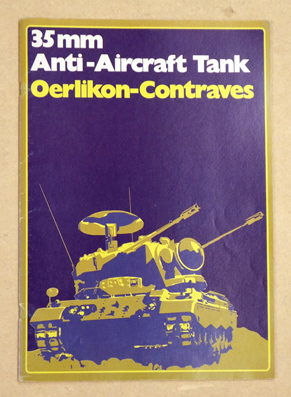 35mm
Anti-Aircraft Tank
Oerlikon-Contraves